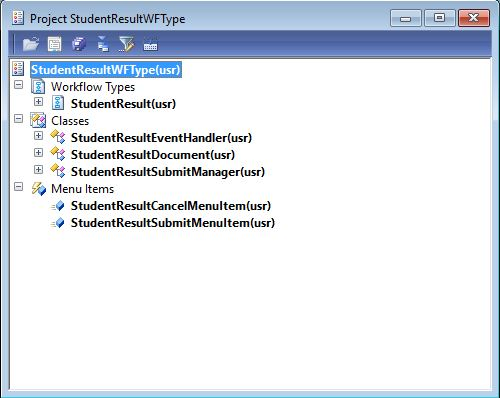 Project StudentResultWFType
StudentResultWFType(usr)
Workflow Types
StudentResult(usr)
Classes
StudentResultEventHandler(usr)
StudentResultDocument(usr)
StudentResultSubmitManager(usr)
Menu Items
StudentResultCancelMenuItem(usr)
StudentResultSubmitMenuItem(usr)